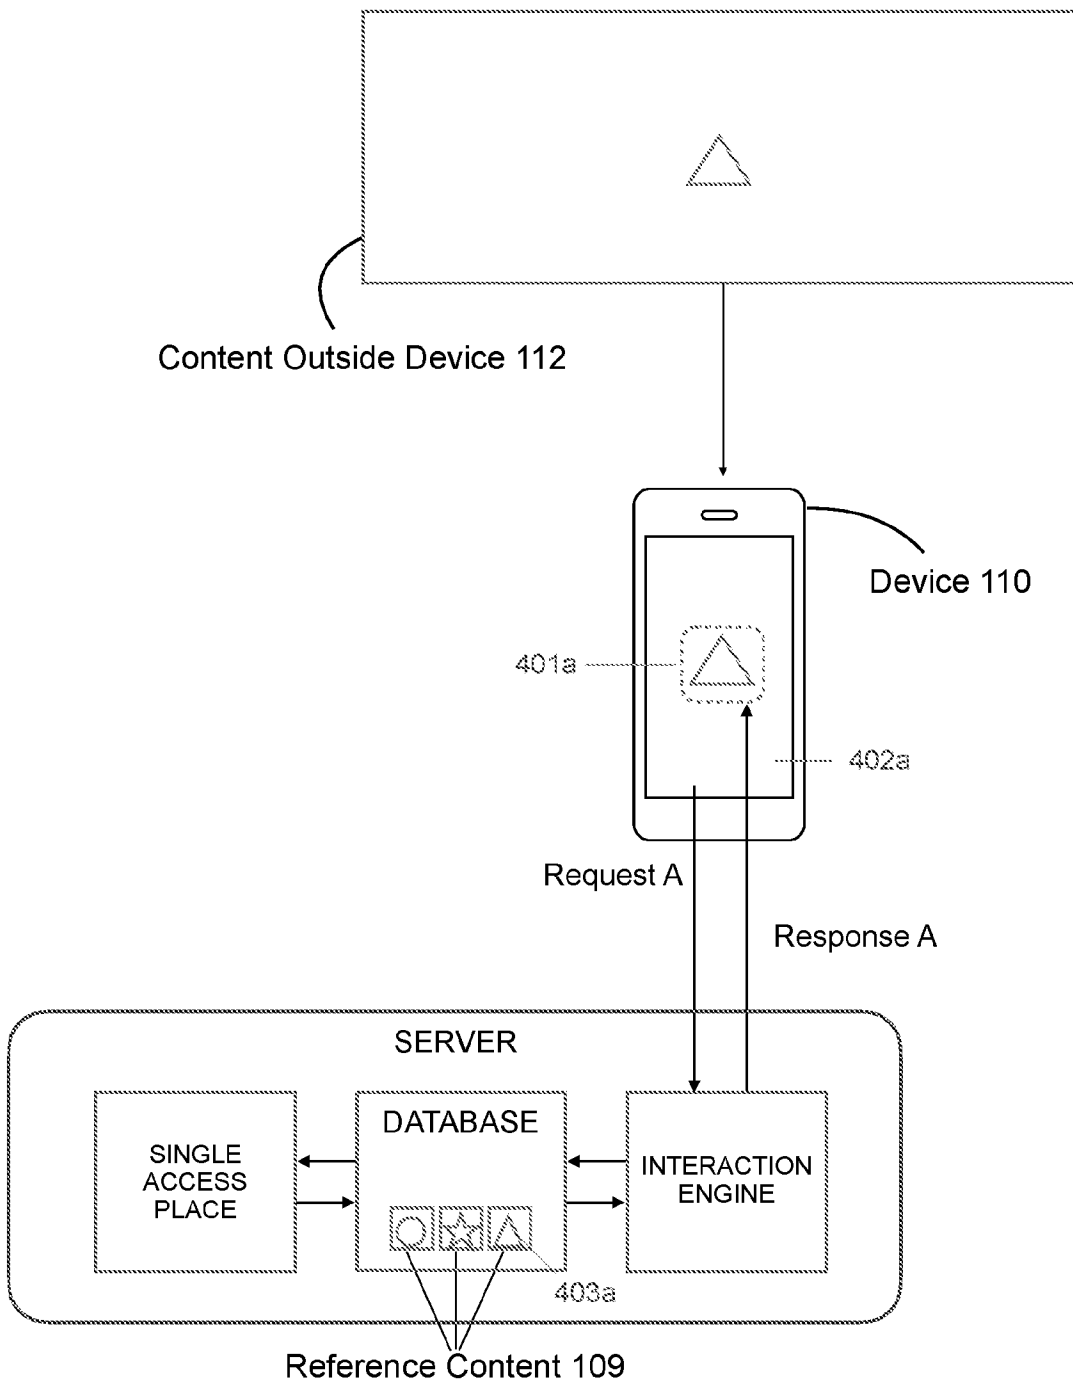 Content Outside Device 112
Device 110
401a
402a
Request A
Response A
SERVER
SINGLE
ACCESS
PLACE
DATABASE
INTERACTION
ENGINE
403a
Reference Content 109